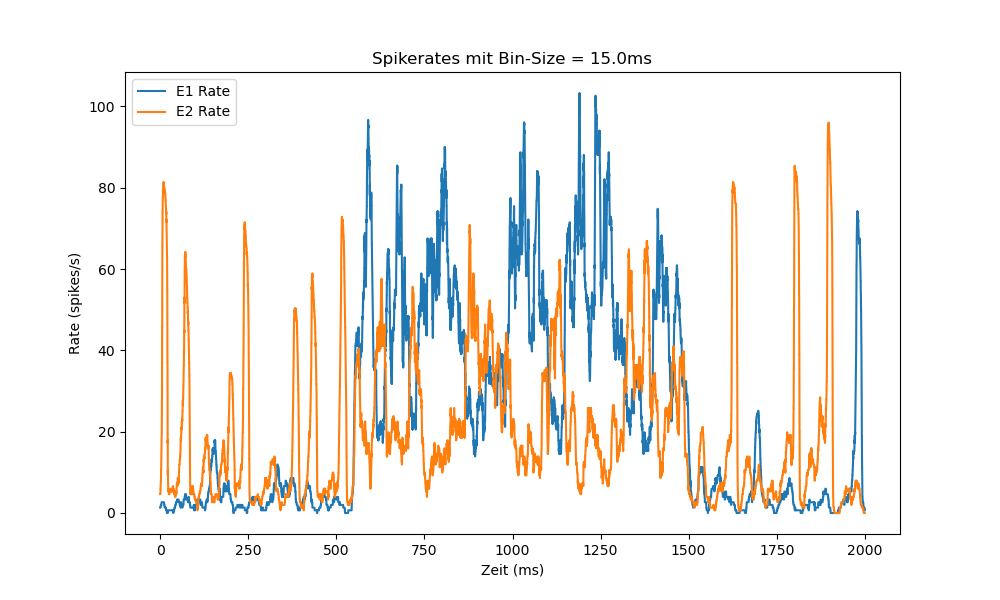 Spikerates mit Bin-Size = 15.0ms
E1 Rate
E2 Rate
100
80
60
40
20
0
Rate (spikes/s)
0 250 500 750 1000 1250 1500 1750 2000
Zeit (ms)